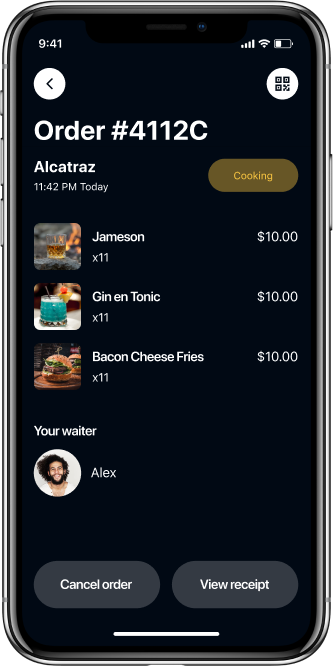 9:41
Order #4112C
Alcatraz
11:42 PM Today
Cooking
Jameson
$10.00
x11
Gin en Tonic
$10.00
x11
Bacon Cheese Fries
$10.00
x11
Your waiter
Alex
Cancel order
View receipt